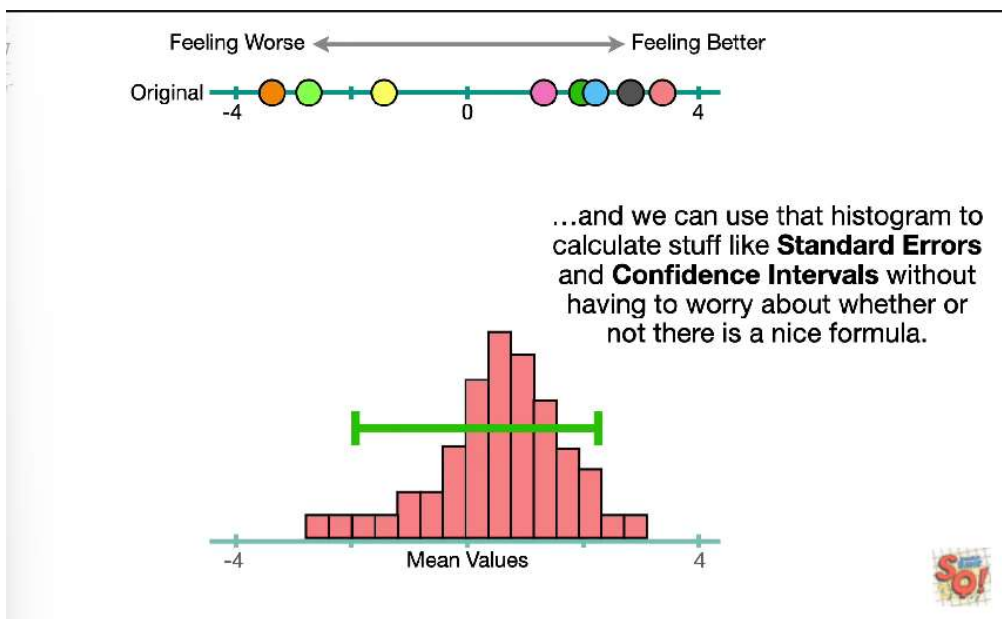 Feeling Worse Feeling Better
Original
-4 0 4
...and we can use that histogram to
calculate stuff like Standard Errors
and Confidence Intervals without
having to worry about whether or
not there is a nice formula.
-4 Mean Values 4
SQ!